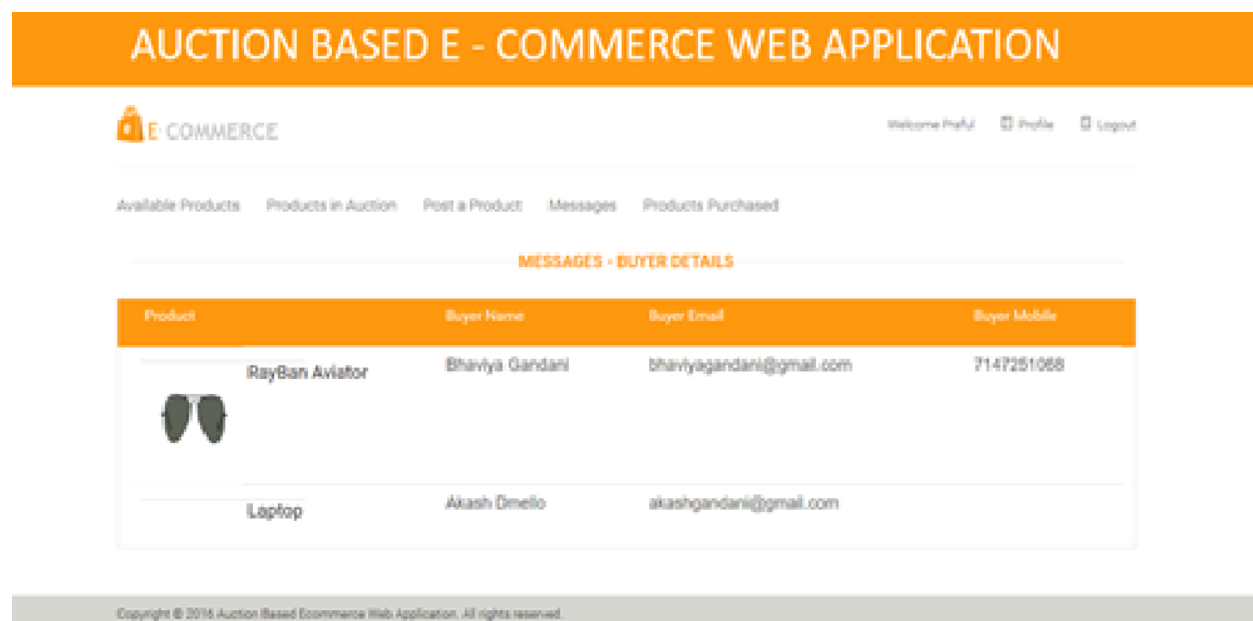 AUCTION BASED E - COMMERCE WEB APPLICATION
E-COMMERCE
Welcome Praful Profile Logout
Available Products Products in Auction Post a Product Messages Products Purchased
MESSAGES - BUYER DETAILS
Product Buyer Name Buyer Email Buyer Mobile
RayBan Aviator Bhaviya Gandani bhaviyagandani@gmail.com 7147251068
Laptop Akash Dmello akashgandani@gmail.com
Copyright © 2016 Auction Based Ecommerce Web Application. All rights reserved.